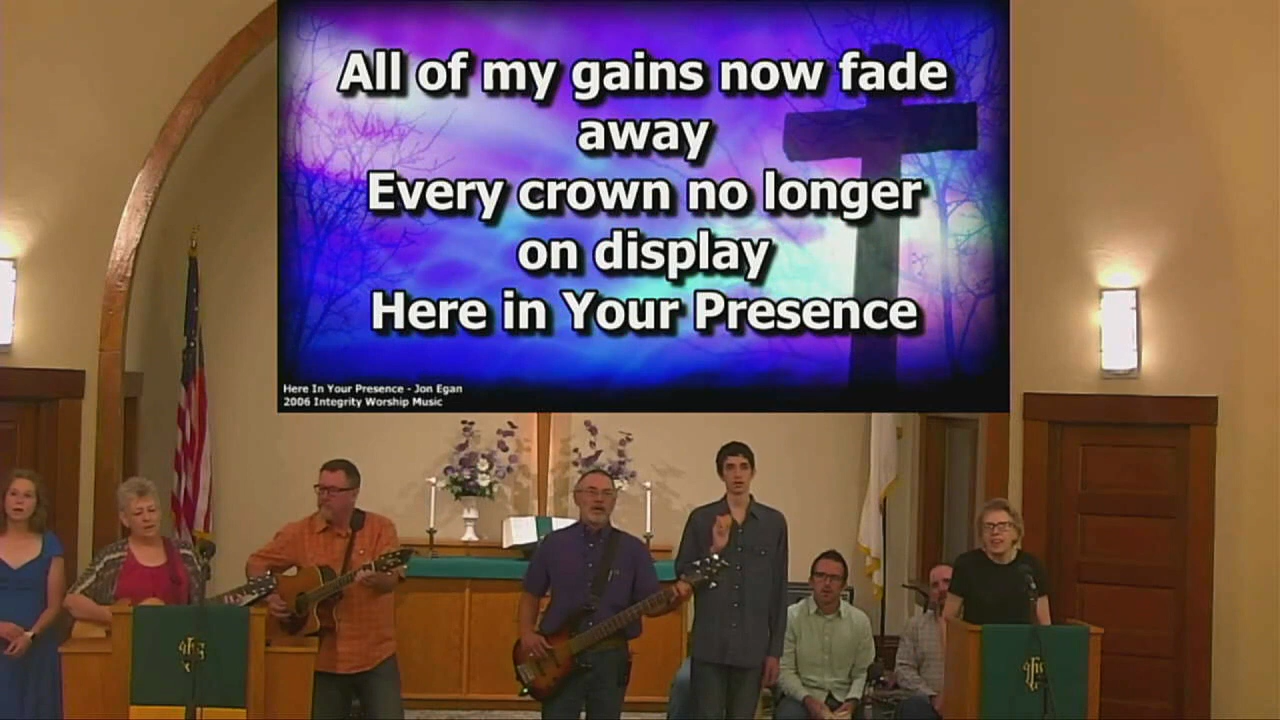 All of my gains now fade
away
Every crown no longer
on display
Here in Your Presence
Here In Your Presence - Jon Egan
2006 Integrity Worship Music